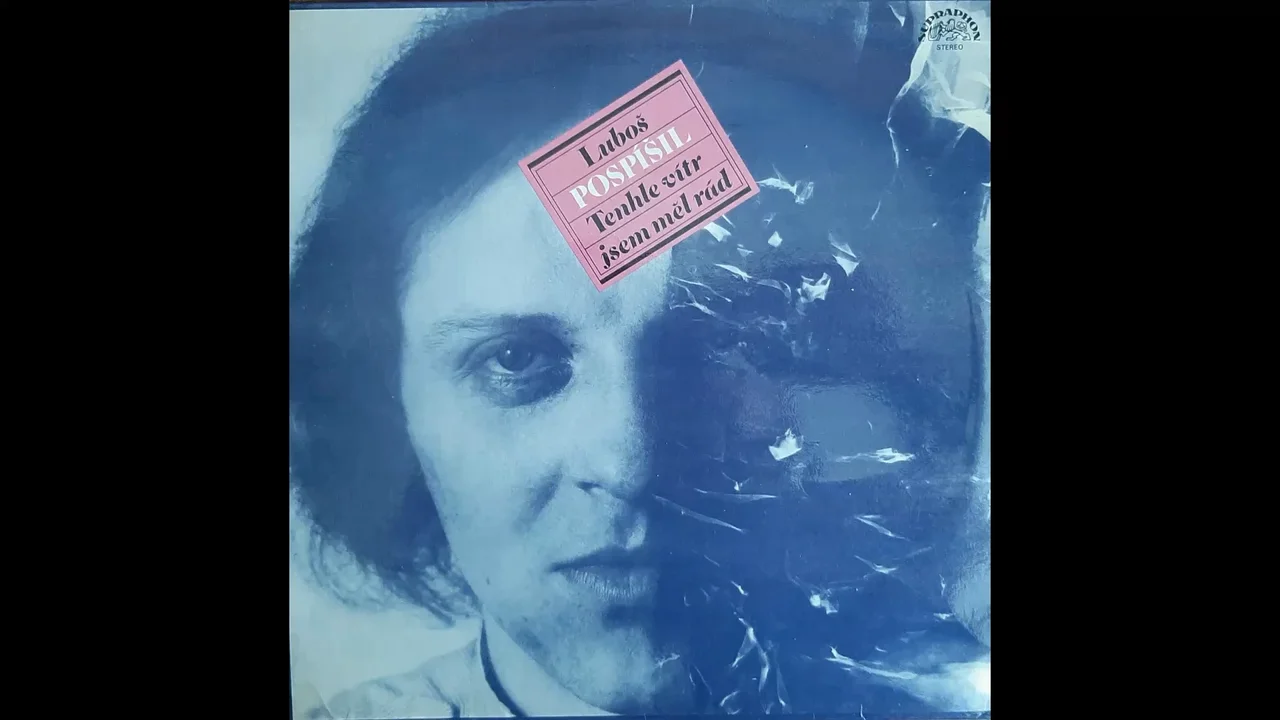 SUPRAPHON
STEREO
Luboš
POSPÍŠIL
Tenhle vítr
jsem měl rád